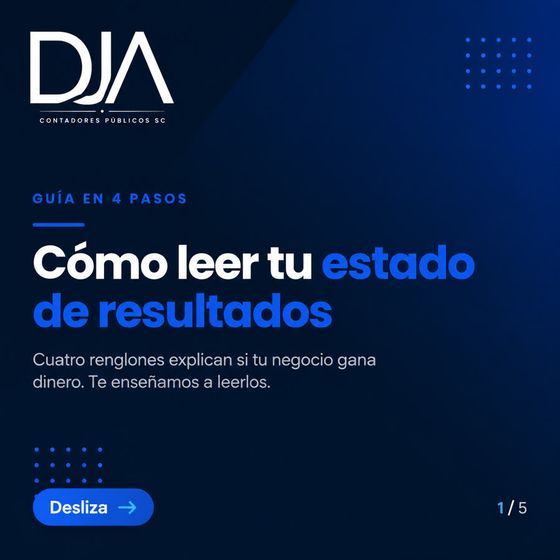 DJA
CONTADORES PÚBLICOS SC
GUÍA EN 4 PASOS
Cómo leer tu estado
de resultados
Cuatro renglones explican si tu negocio gana
dinero. Te enseñamos a leerlos.
Desliza →
1 / 5